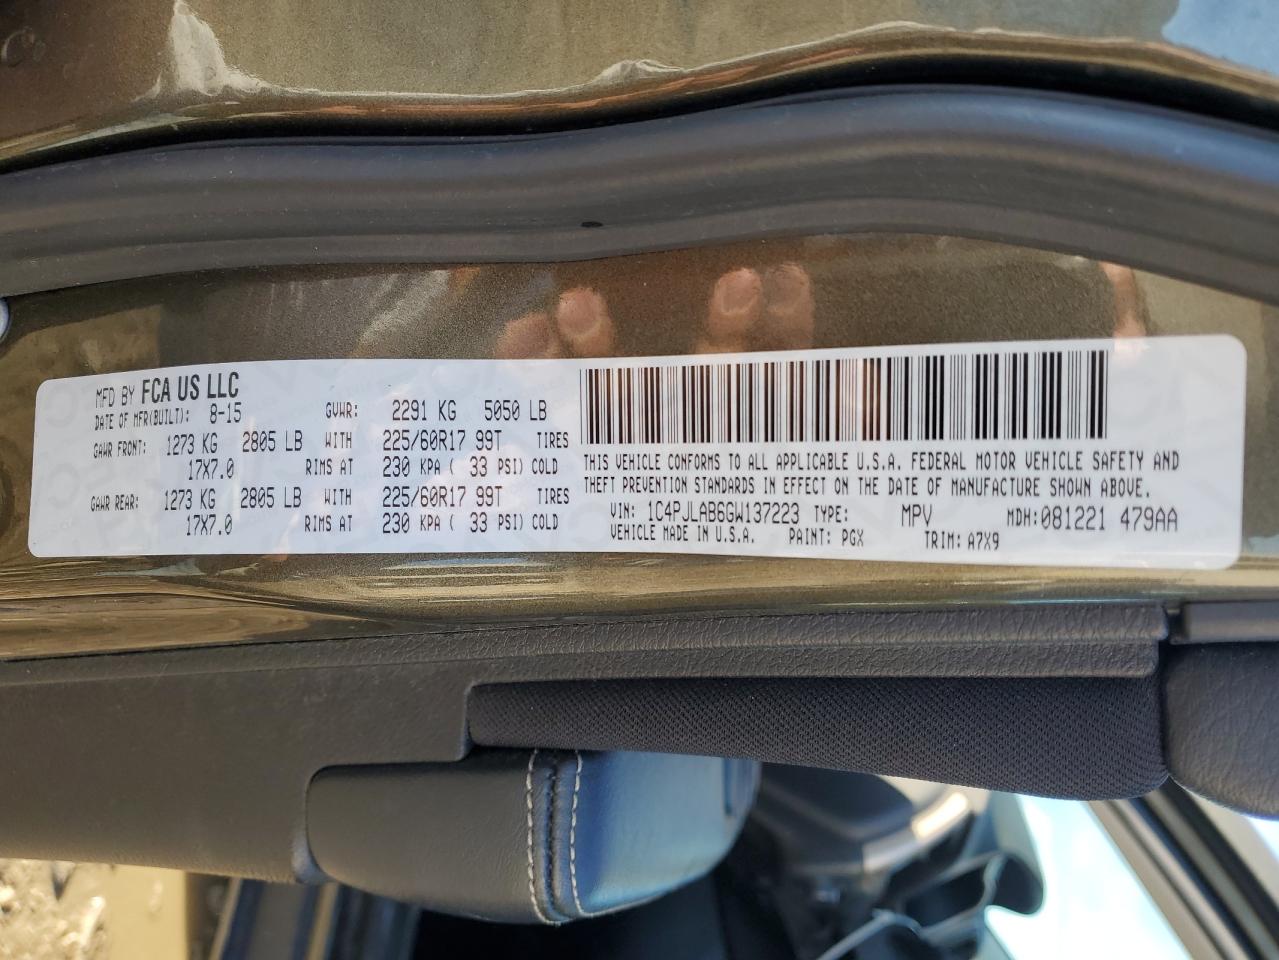 MFD BY FCA US LLC
DATE OF MFR(BUILT): 8-15 GVWR: 2291 KG 5050 LB
GAWR FRONT: 1273 KG 2805 LB WITH 225/60R17 99T TIRES
17X7.0 RIMS AT 230 KPA ( 33 PSI) COLD
GAWR REAR: 1273 KG 2805 LB WITH 225/60R17 99T TIRES
17X7.0 RIMS AT 230 KPA ( 33 PSI) COLD
THIS VEHICLE CONFORMS TO ALL APPLICABLE U.S.A. FEDERAL MOTOR VEHICLE SAFETY AND
THEFT PREVENTION STANDARDS IN EFFECT ON THE DATE OF MANUFACTURE SHOWN ABOVE.
VIN: 1C4PJLAB6GW137223 TYPE: MPV MDH: 081221 479AA
VEHICLE MADE IN U.S.A. PAINT: PGX TRIM: A7X9